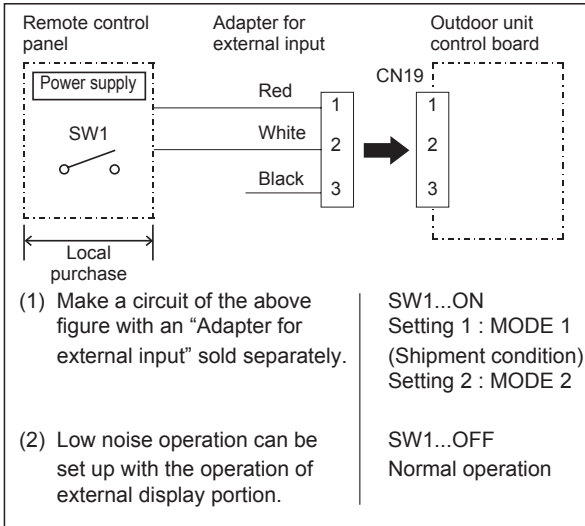 Remote control panel
Adapter for external input
Outdoor unit control board
Power supply
SW1
Red
White
Black
1
2
3
CN19
1
2
3
Local purchase
(1) Make a circuit of the above
figure with an “Adapter for
external input” sold separately.
SW1...ON
Setting 1 : MODE 1
(Shipment condition)
Setting 2 : MODE 2
(2) Low noise operation can be
set up with the operation of
external display portion.
SW1...OFF
Normal operation